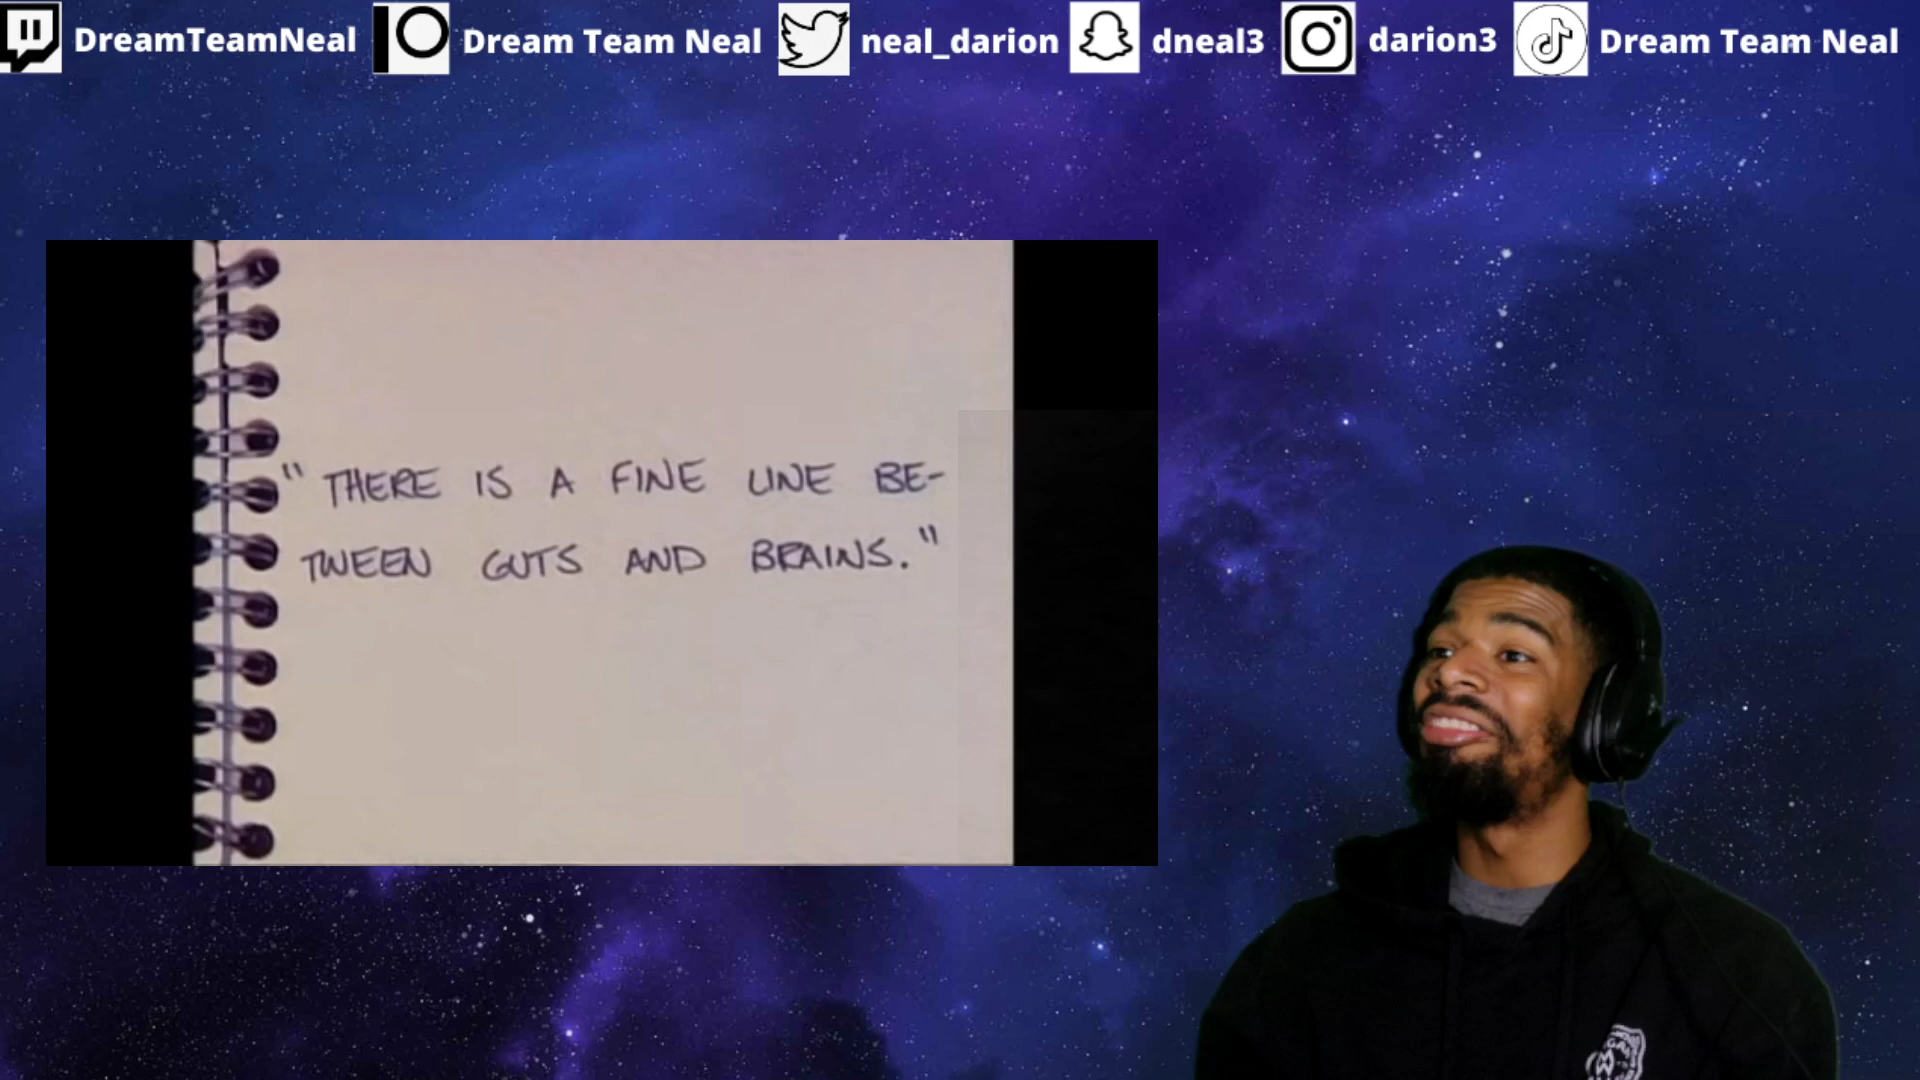 DreamTeamNeal Dream Team Neal neal_darion dneal3 darion3 Dream Team Neal
"THERE IS A FINE LINE BE-
TWEEN GUTS AND BRAINS."